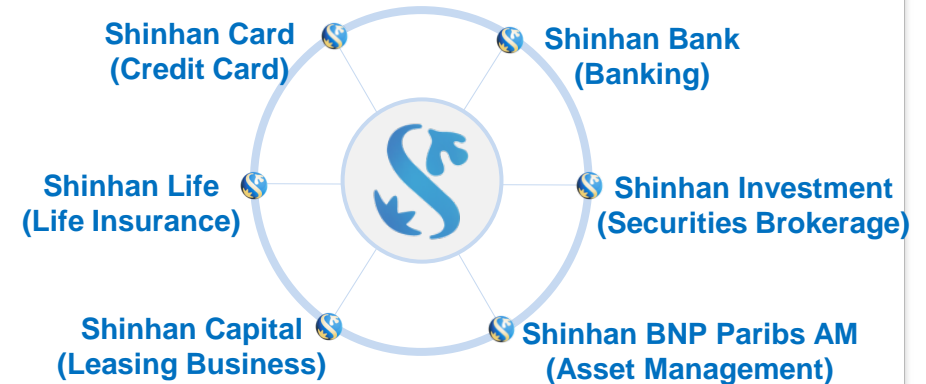 Shinhan Card
(Credit Card)
Shinhan Bank
(Banking)
Shinhan Life
(Life Insurance)
Shinhan Investment
(Securities Brokerage)
Shinhan Capital
(Leasing Business)
Shinhan BNP Paribs AM
(Asset Management)